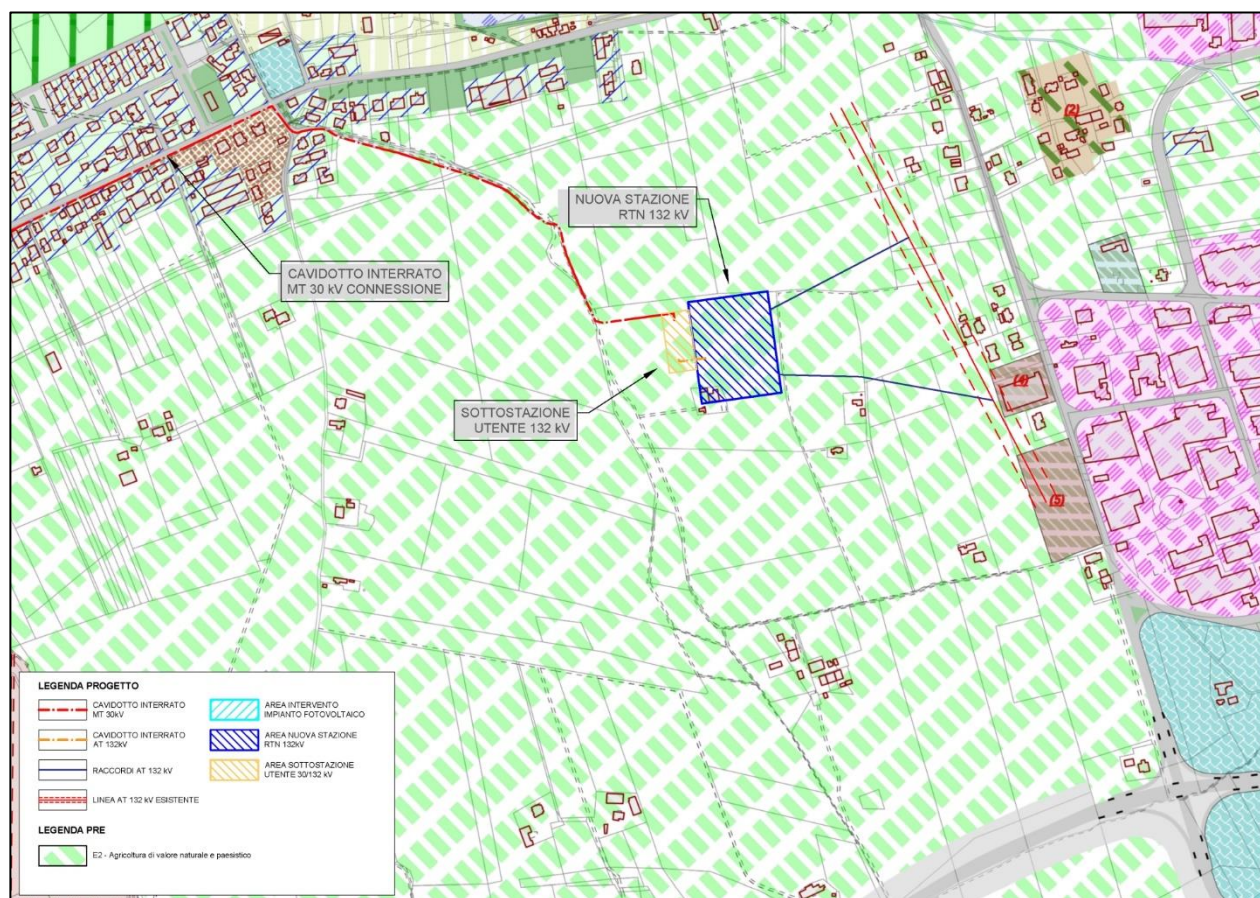 (2)
NUOVA STAZIONE
RTN 132 kV
CAVIDOTTO INTERRATO
MT 30 kV CONNESSIONE
(4)
SOTTOSTAZIONE
UTENTE 132 kV
(5)
LEGENDA PROGETTO
CAVIDOTTO INTERRATO
MT 30kV
CAVIDOTTO INTERRATO
AT 132kV
RACCORDI AT 132 kV
LINEA AT 132 kV ESISTENTE
AREA INTERVENTO
IMPIANTO FOTOVOLTAICO
AREA NUOVA STAZIONE
RTN 132kV
AREA SOTTOSTAZIONE
UTENTE 30/132 kV
LEGENDA PRE
E2 - Agricoltura di valore naturale e paesistico